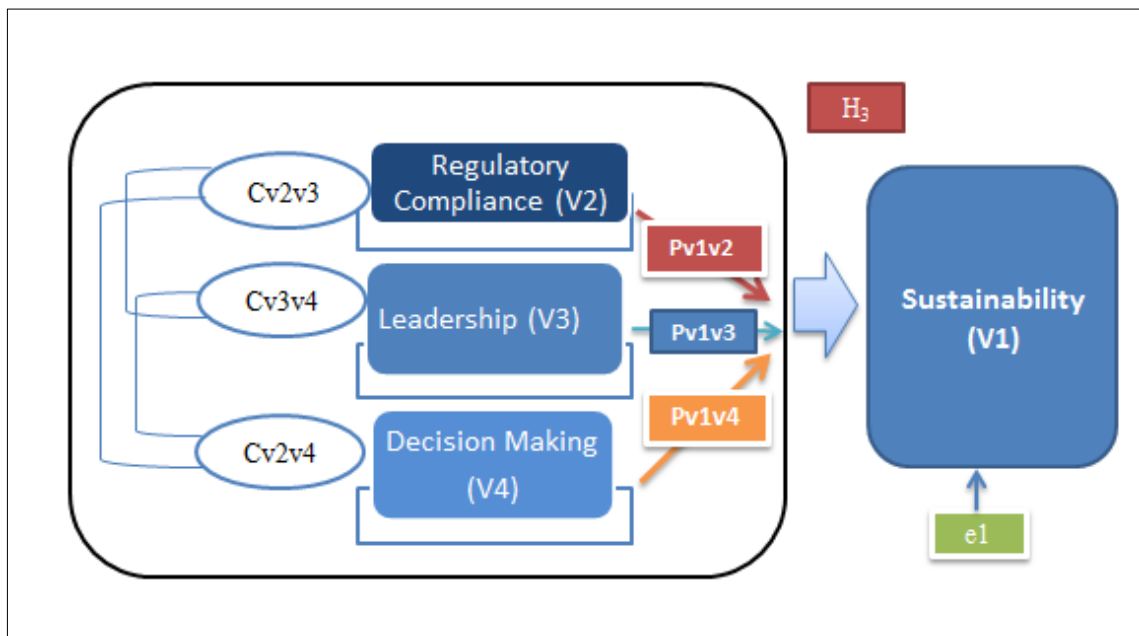 H₃
Cv2v3
Regulatory
Compliance (V2)
Pv1v2
Cv3v4
Leadership (V3)
Pv1v3
Sustainability
(V1)
Pv1v4
Cv2v4
Decision Making
(V4)
e1